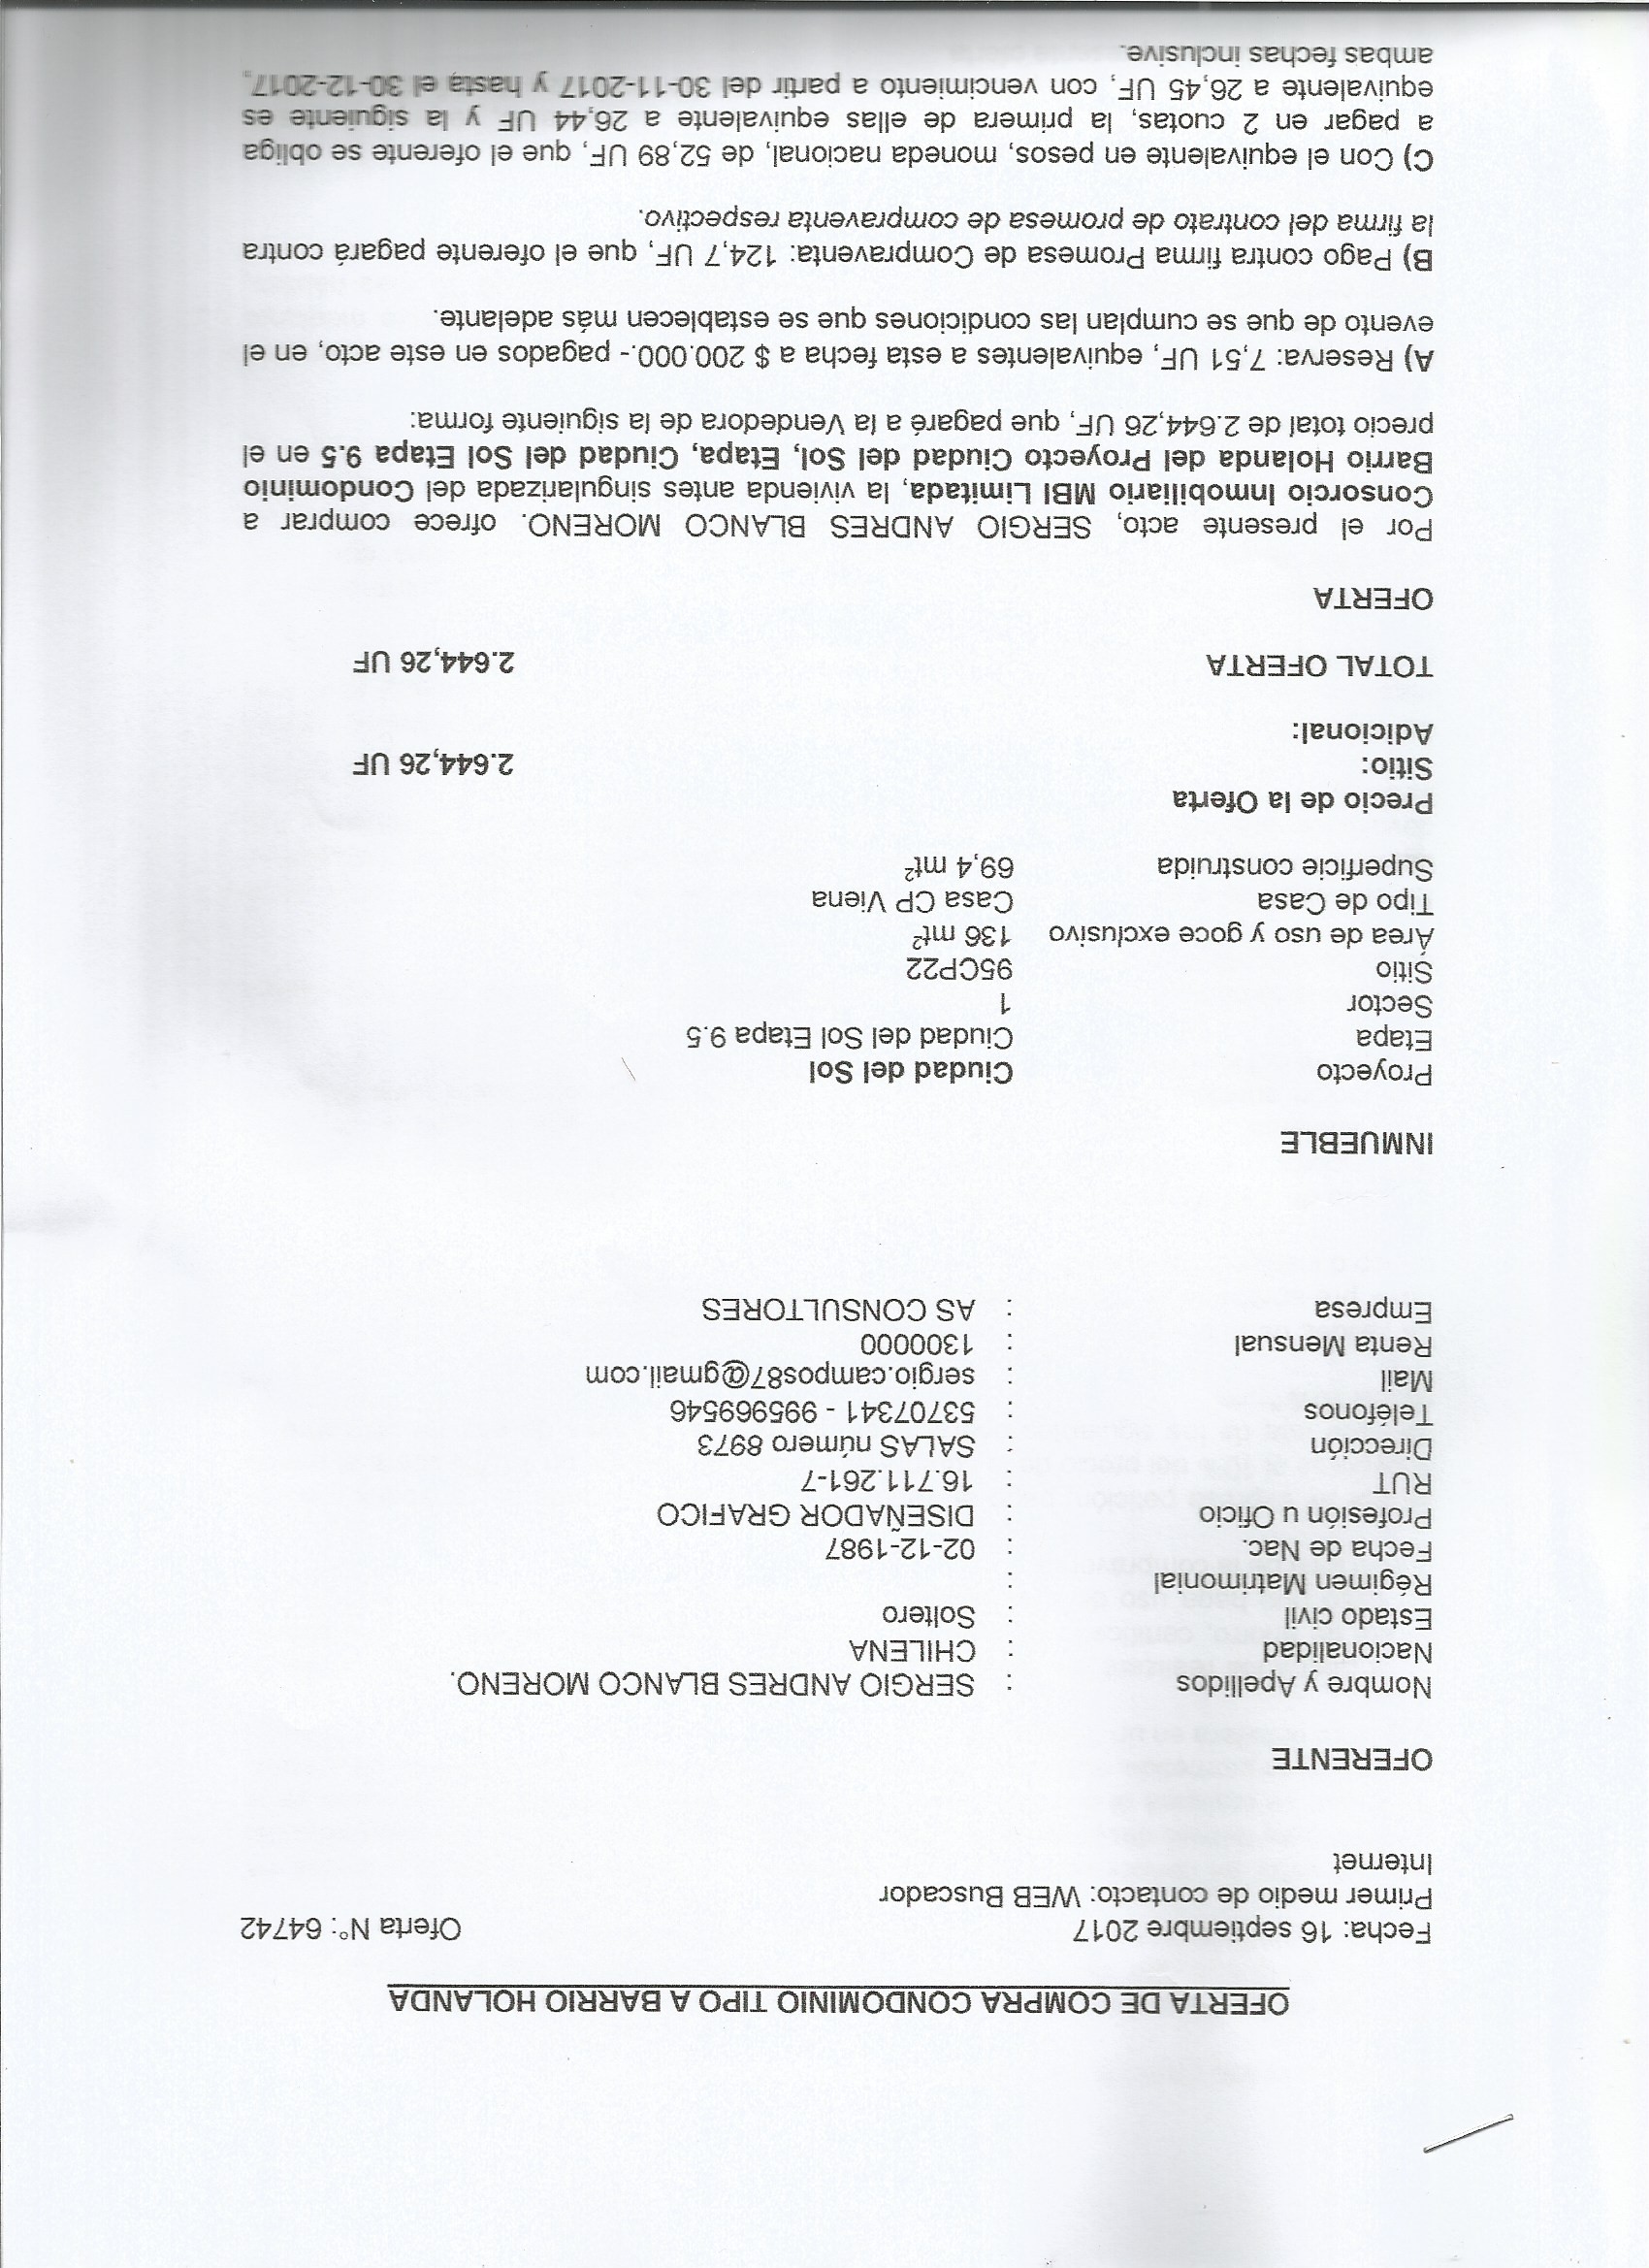 OFERTA DE COMPRA CONDOMINIO TIPO A BARRIO HOLANDA
Fecha: 16 septiembre 2017 Oferta N°: 64742
Primer medio de contacto: WEB Buscador
Internet
OFERENTE
Nombre y Apellidos : SERGIO ANDRES BLANCO MORENO.
Nacionalidad : CHILENA
Estado civil : Soltero
Régimen Matrimonial :
Fecha de Nac. : 02-12-1987
Profesión u Oficio : DISEÑADOR GRAFICO
RUT : 16.711.261-7
Dirección : SALAS número 8973
Teléfonos : 53707341 - 995969546
Mail : sergio.campos87@gmail.com
Renta Mensual : 1300000
Empresa : AS CONSULTORES
INMUEBLE
Proyecto Ciudad del Sol
Etapa Ciudad del Sol Etapa 9.5
Sector 1
Sitio 95CP22
Área de uso y goce exclusivo 136 mt²
Tipo de Casa Casa CP Viena
Superficie construida 69,4 mt²
Precio de la Oferta
Sitio: 2.644,26 UF
Adicional:
TOTAL OFERTA 2.644,26 UF
OFERTA
Por el presente acto, SERGIO ANDRES BLANCO MORENO. ofrece comprar a
Consorcio Inmobiliario MBI Limitada, la vivienda antes singularizada del Condominio
Barrio Holanda del Proyecto Ciudad del Sol, Etapa, Ciudad del Sol Etapa 9.5 en el
precio total de 2.644,26 UF, que pagaré a la Vendedora de la siguiente forma:
A) Reserva: 7,51 UF, equivalentes a esta fecha a $ 200.000.- pagados en este acto, en el
evento de que se cumplan las condiciones que se establecen más adelante.
B) Pago contra firma Promesa de Compraventa: 124,7 UF, que el oferente pagará contra
la firma del contrato de promesa de compraventa respectivo.
C) Con el equivalente en pesos, moneda nacional, de 52,89 UF, que el oferente se obliga
a pagar en 2 cuotas, la primera de ellas equivalente a 26,44 UF y la siguiente es
equivalente a 26,45 UF, con vencimiento a partir del 30-11-2017 y hasta el 30-12-2017,
ambas fechas inclusive.